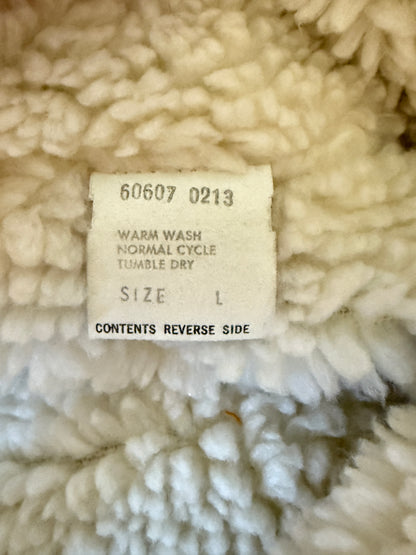 60607 0213
WARM WASH
NORMAL CYCLE
TUMBLE DRY
SIZE L
CONTENTS REVERSE SIDE